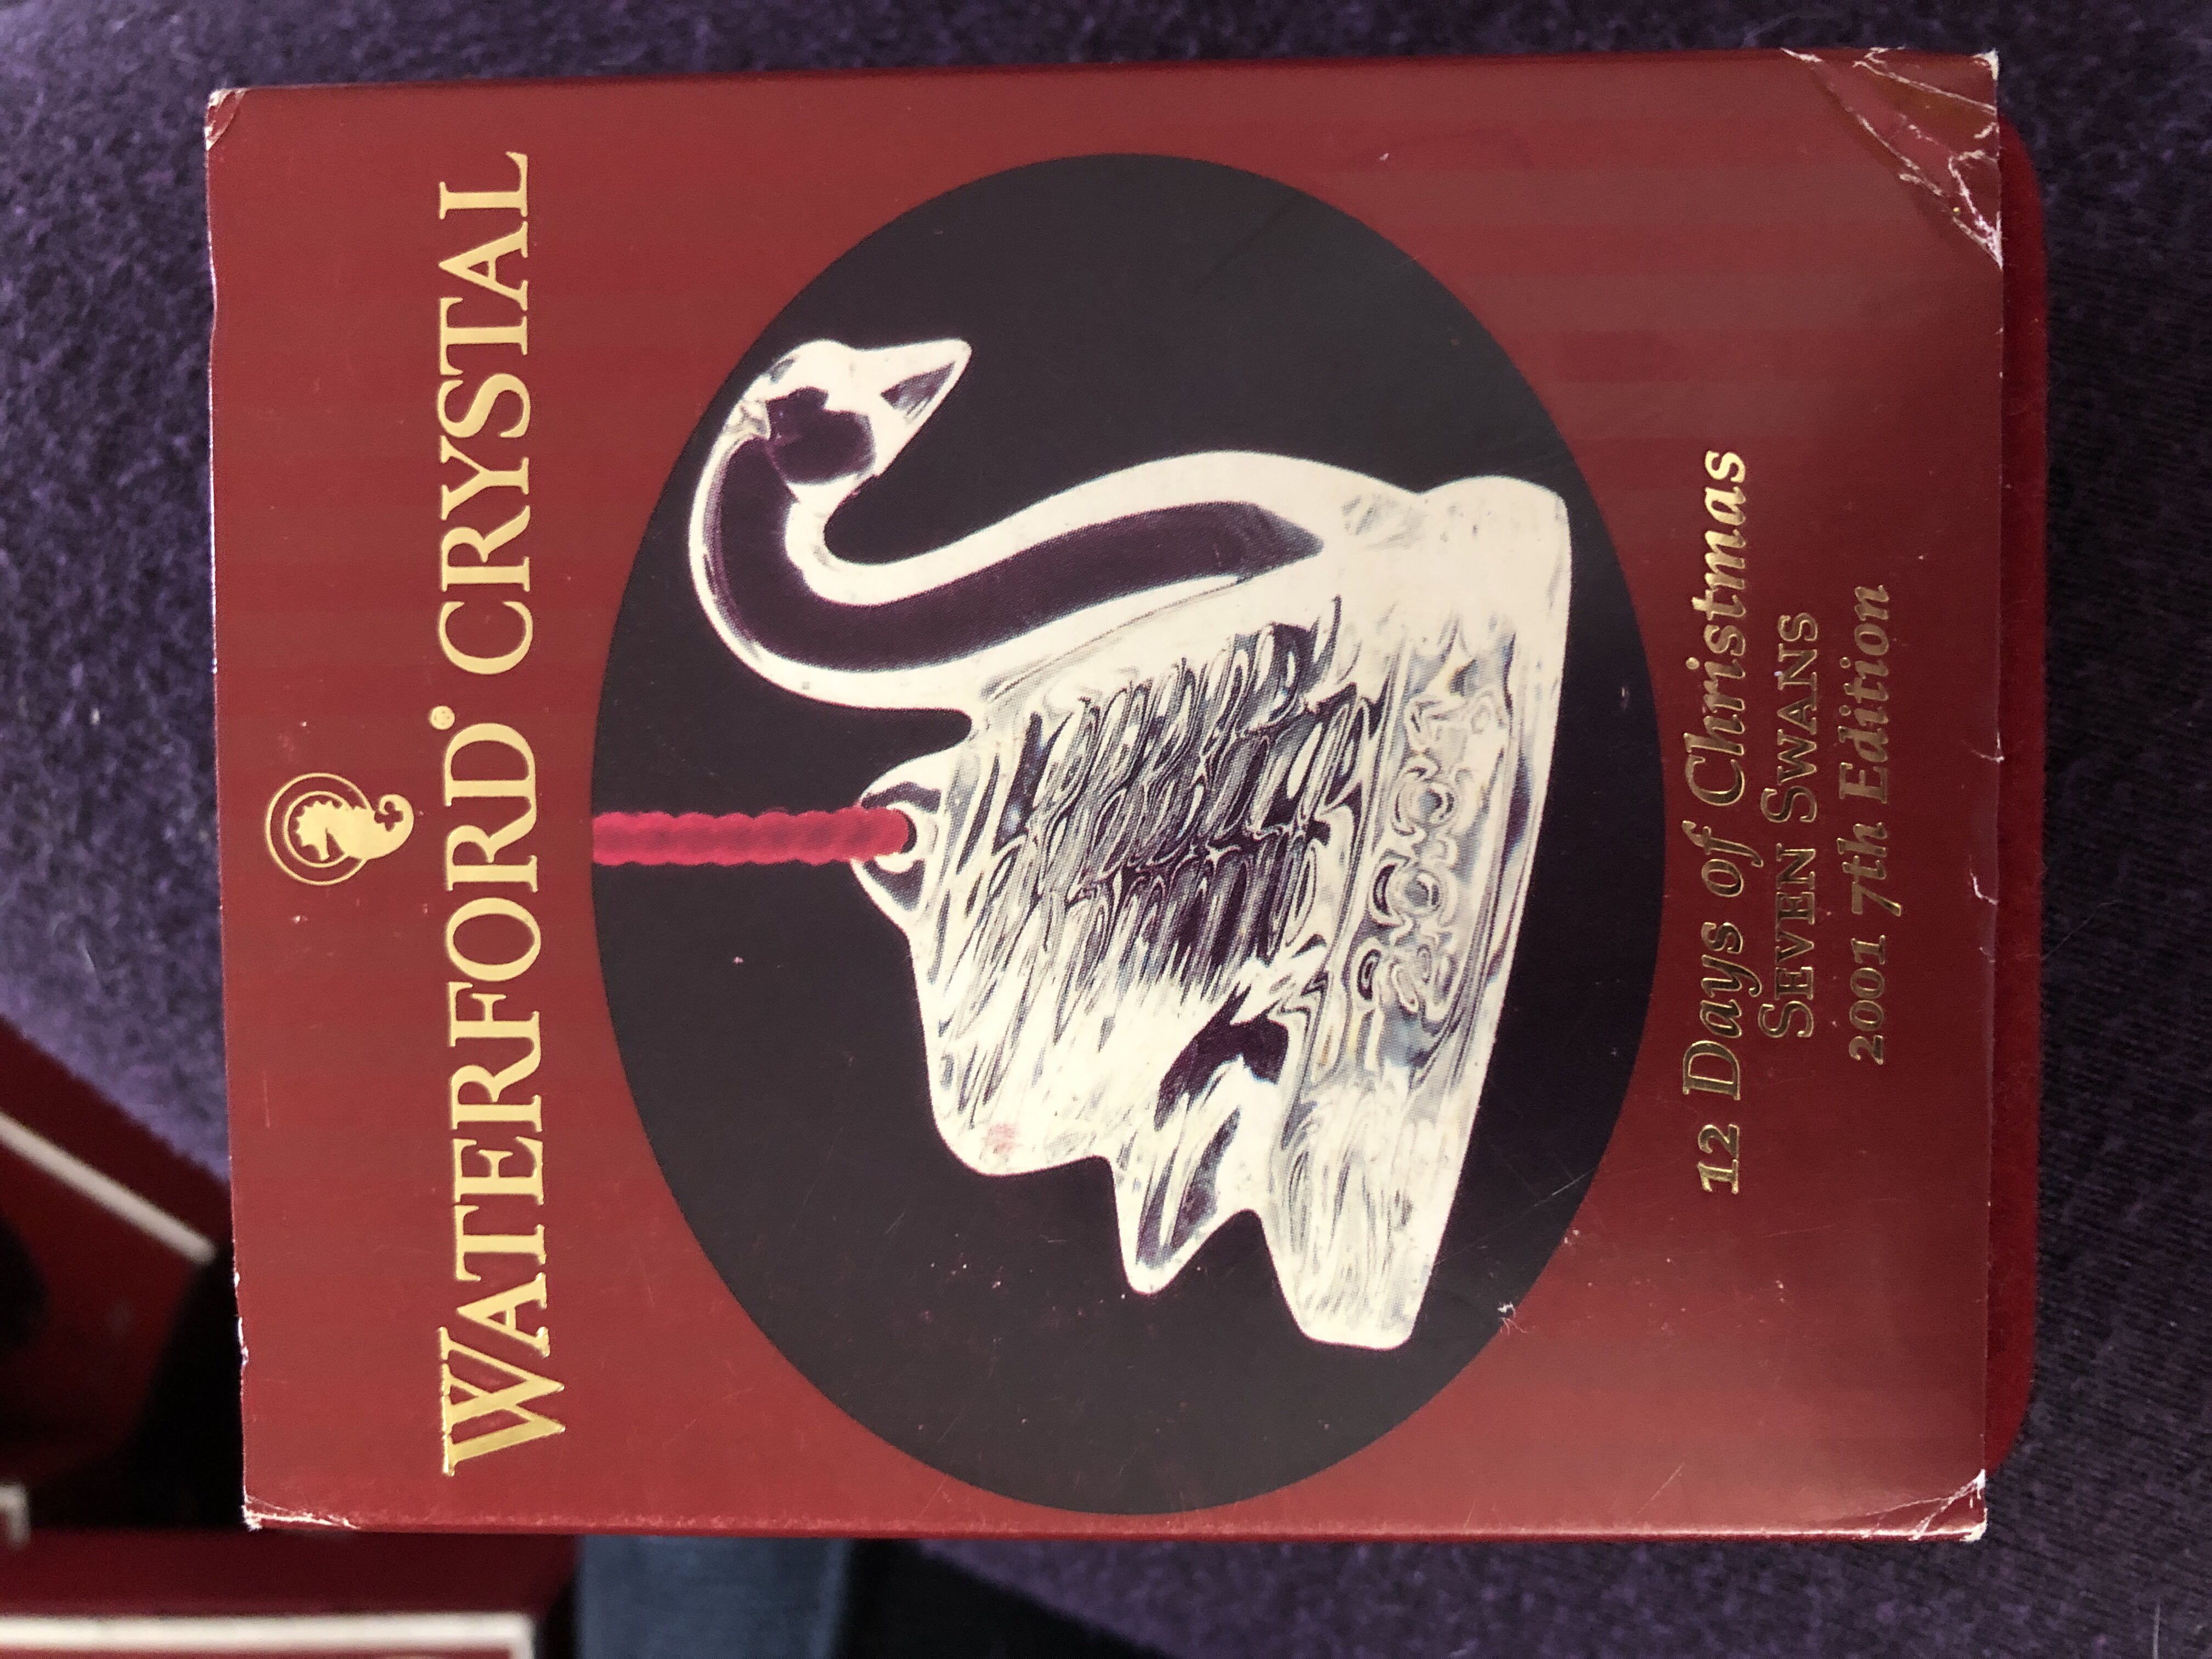 WATERFORD® CRYSTAL
12 Days of Christmas
SEVEN SWANS
2001 7th Edition